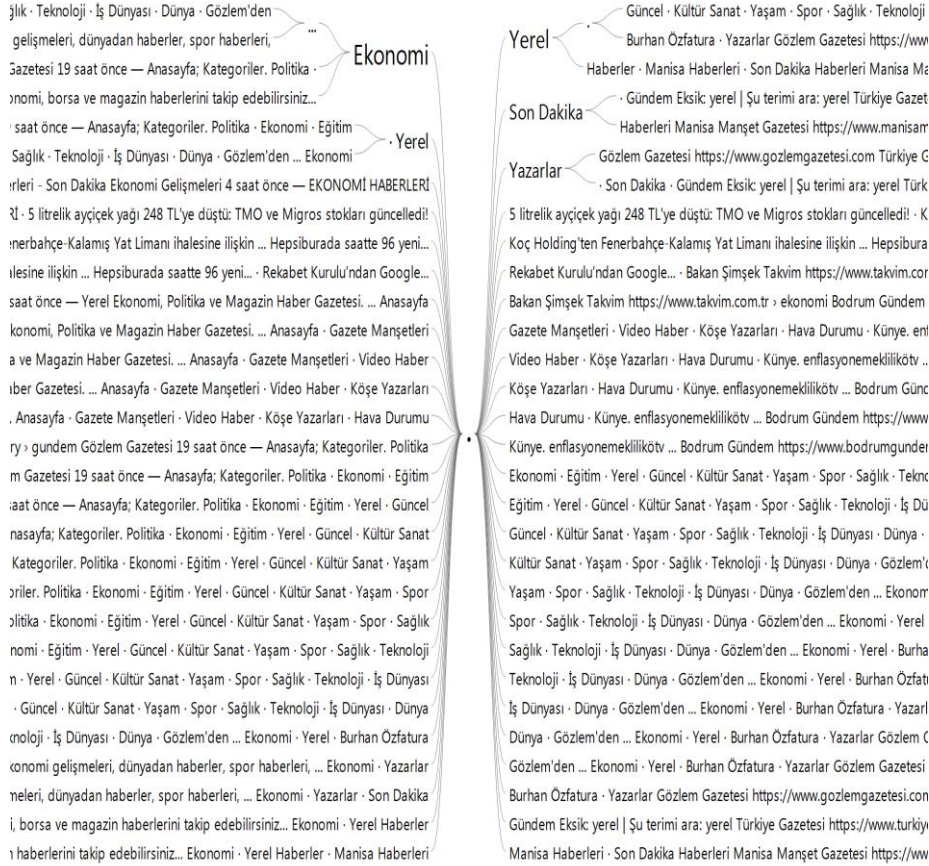 ğlık · Teknoloji · İş Dünyası · Dünya · Gözlem'den
...
gelişmeleri, dünyadan haberler, spor haberleri,
Ekonomi
Gazetesi 19 saat önce — Anasayfa; Kategoriler. Politika ·
onomi, borsa ve magazin haberlerini takip edebilirsiniz...
saat önce — Anasayfa; Kategoriler. Politika · Ekonomi · Eğitim
· Yerel
Sağlık · Teknoloji · İş Dünyası · Dünya · Gözlem'den ... Ekonomi
erleri - Son Dakika Ekonomi Gelişmeleri 4 saat önce — EKONOMİ HABERLERİ
Rİ · 5 litrelik ayçiçek yağı 248 TL'ye düştü: TMO ve Migros stokları güncelledi!
enerbahçe-Kalamış Yat Limanı ihalesine ilişkin ... Hepsiburada saatte 96 yeni...
alesine ilişkin ... Hepsiburada saatte 96 yeni... · Rekabet Kurulu'ndan Google...
saat önce — Yerel Ekonomi, Politika ve Magazin Haber Gazetesi. ... Anasayfa
konomi, Politika ve Magazin Haber Gazetesi. ... Anasayfa · Gazete Manşetleri
a ve Magazin Haber Gazetesi. ... Anasayfa · Gazete Manşetleri · Video Haber
aber Gazetesi. ... Anasayfa · Gazete Manşetleri · Video Haber · Köşe Yazarları
. Anasayfa · Gazete Manşetleri · Video Haber · Köşe Yazarları · Hava Durumu
ry › gundem Gözlem Gazetesi 19 saat önce — Anasayfa; Kategoriler. Politika
m Gazetesi 19 saat önce — Anasayfa; Kategoriler. Politika · Ekonomi · Eğitim
saat önce — Anasayfa; Kategoriler. Politika · Ekonomi · Eğitim · Yerel · Güncel
nasayfa; Kategoriler. Politika · Ekonomi · Eğitim · Yerel · Güncel · Kültür Sanat
Kategoriler. Politika · Ekonomi · Eğitim · Yerel · Güncel · Kültür Sanat · Yaşam
oriler. Politika · Ekonomi · Eğitim · Yerel · Güncel · Kültür Sanat · Yaşam · Spor
olitika · Ekonomi · Eğitim · Yerel · Güncel · Kültür Sanat · Yaşam · Spor · Sağlık
nomi · Eğitim · Yerel · Güncel · Kültür Sanat · Yaşam · Spor · Sağlık · Teknoloji
n · Yerel · Güncel · Kültür Sanat · Yaşam · Spor · Sağlık · Teknoloji · İş Dünyası
· Güncel · Kültür Sanat · Yaşam · Spor · Sağlık · Teknoloji · İş Dünyası · Dünya
knoloji · İş Dünyası · Dünya · Gözlem'den ... Ekonomi · Yerel · Burhan Özfatura
konomi gelişmeleri, dünyadan haberler, spor haberleri, ... Ekonomi · Yazarlar
meleri, dünyadan haberler, spor haberleri, ... Ekonomi · Yazarlar · Son Dakika
i, borsa ve magazin haberlerini takip edebilirsiniz... Ekonomi · Yerel Haberler
n haberlerini takip edebilirsiniz... Ekonomi · Yerel Haberler · Manisa Haberleri
·
Güncel · Kültür Sanat · Yaşam · Spor · Sağlık · Teknoloji
Yerel
·
Burhan Özfatura · Yazarlar Gözlem Gazetesi https://www
Haberler · Manisa Haberleri · Son Dakika Haberleri Manisa Ma
· Gündem Eksik: yerel | Şu terimi ara: yerel Türkiye Gazet
Son Dakika
Haberleri Manisa Manşet Gazetesi https://www.manisam
Gözlem Gazetesi https://www.gozlemgazetesi.com Türkiye G
Yazarlar
· Son Dakika · Gündem Eksik: yerel | Şu terimi ara: yerel Türk
5 litrelik ayçiçek yağı 248 TL'ye düştü: TMO ve Migros stokları güncelledi! · K
Koç Holding'ten Fenerbahçe-Kalamış Yat Limanı ihalesine ilişkin ... Hepsibura
Rekabet Kurulu'ndan Google... · Bakan Şimşek Takvim https://www.takvim.cor
Bakan Şimşek Takvim https://www.takvim.com.tr › ekonomi Bodrum Gündem
Gazete Manşetleri · Video Haber · Köşe Yazarları · Hava Durumu · Künye. enf
Video Haber · Köşe Yazarları · Hava Durumu · Künye. enflasyonemeklilikötv ..
Köşe Yazarları · Hava Durumu · Künye. enflasyonemeklilikötv ... Bodrum Günd
Hava Durumu · Künye. enflasyonemeklilikötv ... Bodrum Gündem https://www
Künye. enflasyonemeklilikötv ... Bodrum Gündem https://www.bodrumgunder
Ekonomi · Eğitim · Yerel · Güncel · Kültür Sanat · Yaşam · Spor · Sağlık · Tekno
Eğitim · Yerel · Güncel · Kültür Sanat · Yaşam · Spor · Sağlık · Teknoloji · İş Dü
Güncel · Kültür Sanat · Yaşam · Spor · Sağlık · Teknoloji · İş Dünyası · Dünya ·
Kültür Sanat · Yaşam · Spor · Sağlık · Teknoloji · İş Dünyası · Dünya · Gözlem'd
Yaşam · Spor · Sağlık · Teknoloji · İş Dünyası · Dünya · Gözlem'den ... Ekonom
Spor · Sağlık · Teknoloji · İş Dünyası · Dünya · Gözlem'den ... Ekonomi · Yerel
Sağlık · Teknoloji · İş Dünyası · Dünya · Gözlem'den ... Ekonomi · Yerel · Burha
Teknoloji · İş Dünyası · Dünya · Gözlem'den ... Ekonomi · Yerel · Burhan Özfatu
İş Dünyası · Dünya · Gözlem'den ... Ekonomi · Yerel · Burhan Özfatura · Yazarl
Dünya · Gözlem'den ... Ekonomi · Yerel · Burhan Özfatura · Yazarlar Gözlem G
Gözlem'den ... Ekonomi · Yerel · Burhan Özfatura · Yazarlar Gözlem Gazetesi
Burhan Özfatura · Yazarlar Gözlem Gazetesi https://www.gozlemgazetesi.con
Gündem Eksik: yerel | Şu terimi ara: yerel Türkiye Gazetesi https://www.turkiye
Manisa Haberleri · Son Dakika Haberleri Manisa Manşet Gazetesi https://ww